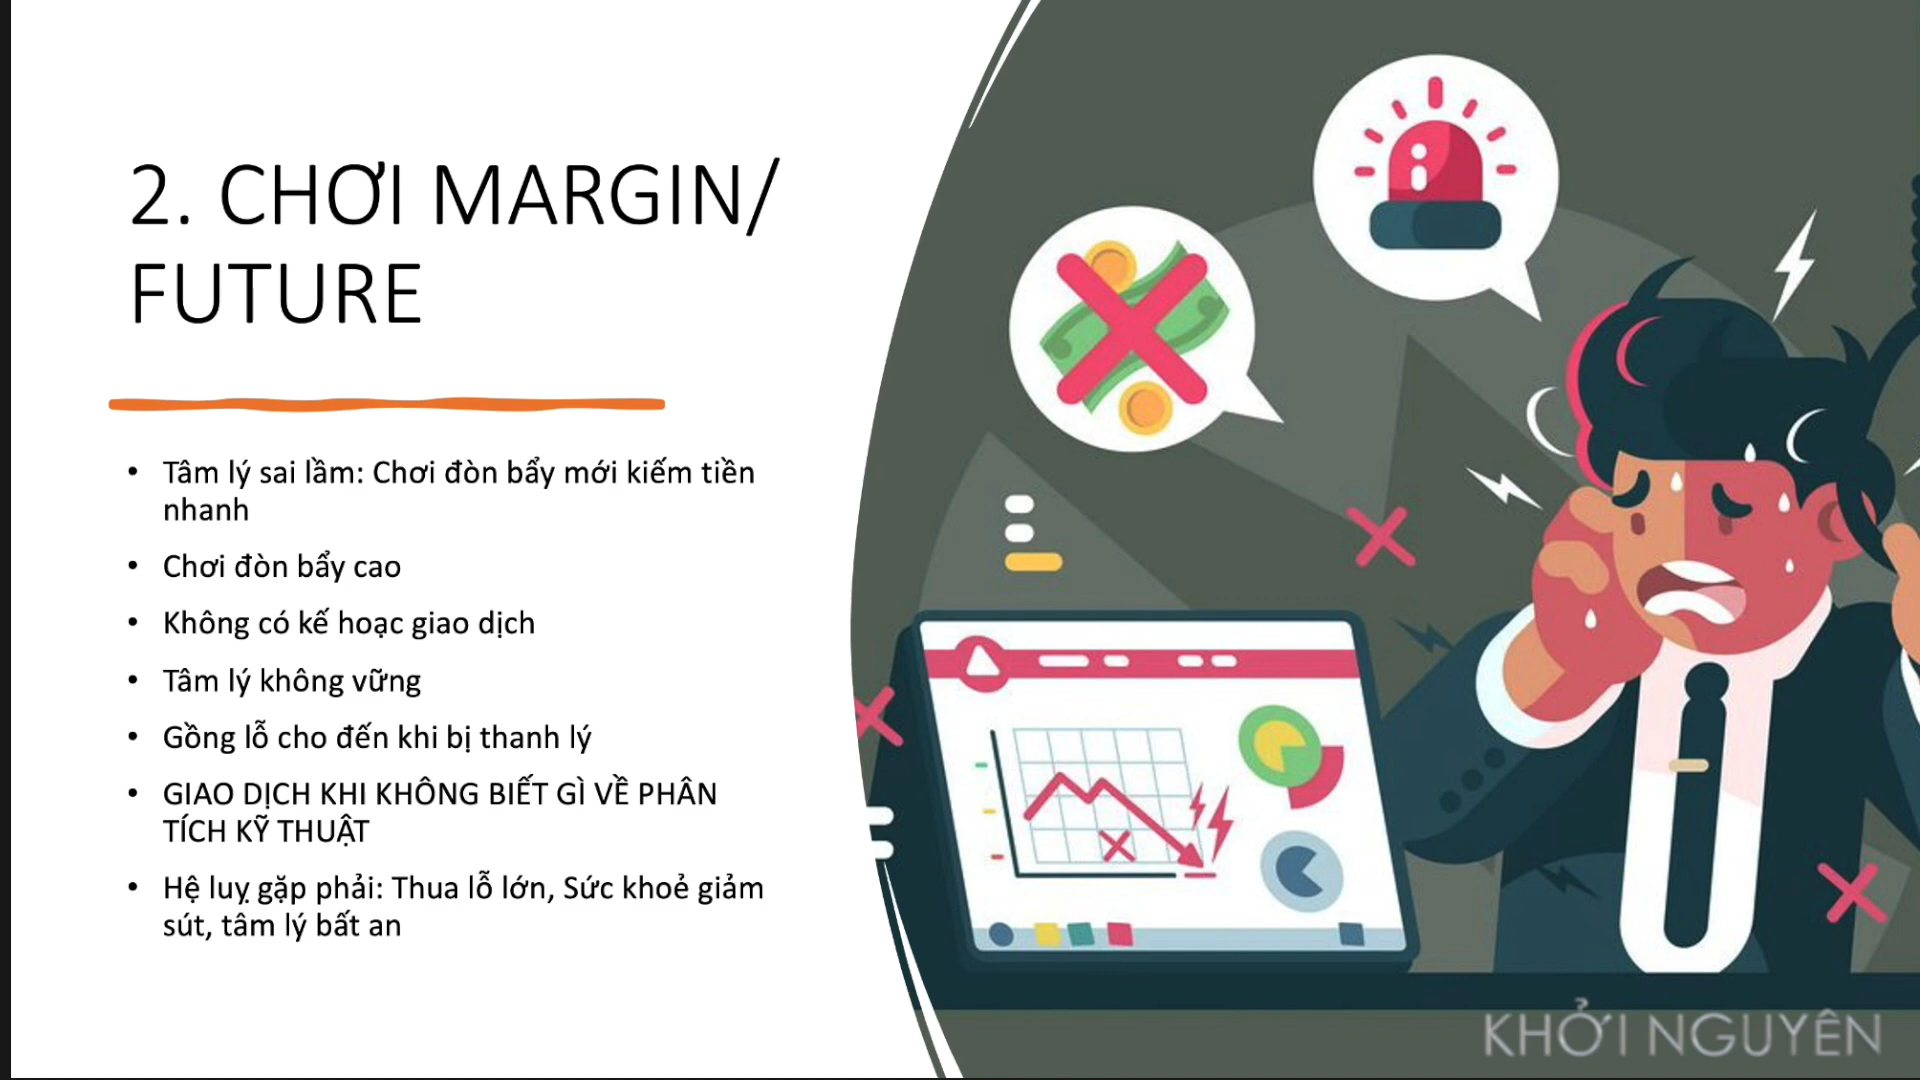 2. CHƠI MARGIN/
FUTURE
• Tâm lý sai lầm: Chơi đòn bẩy mới kiếm tiền
nhanh
• Chơi đòn bẩy cao
• Không có kế hoạc giao dịch
• Tâm lý không vững
• Gồng lỗ cho đến khi bị thanh lý
• GIAO DỊCH KHI KHÔNG BIẾT GÌ VỀ PHÂN
TÍCH KỸ THUẬT
• Hệ luỵ gặp phải: Thua lỗ lớn, Sức khoẻ giảm
sút, tâm lý bất an
KHỞI NGUYÊN